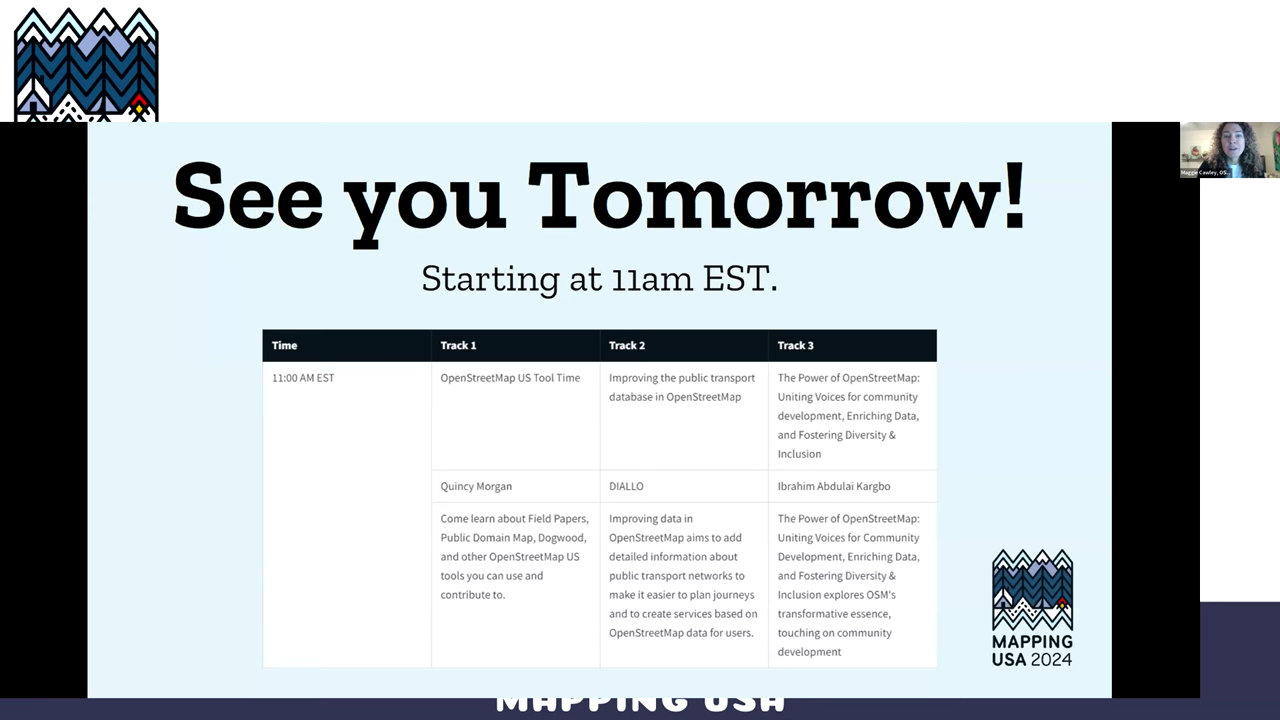 See you Tomorrow!
Starting at 11am EST.
Time
Track 1
Track 2
Track 3
11:00 AM EST
OpenStreetMap US Tool Time
Improving the public transport
database in OpenStreetMap
The Power of OpenStreetMap:
Uniting Voices for community
development, Enriching Data,
and Fostering Diversity &
Inclusion
Quincy Morgan
DIALLO
Ibrahim Abdulai Kargbo
Come learn about Field Papers,
Public Domain Map, Dogwood,
and other OpenStreetMap US
tools you can use and
contribute to.
Improving data in
OpenStreetMap aims to add
detailed information about
public transport networks to
make it easier to plan journeys
and to create services based on
OpenStreetMap data for users.
The Power of OpenStreetMap:
Uniting Voices for Community
Development, Enriching Data,
and Fostering Diversity &
Inclusion explores OSM's
transformative essence,
touching on community
development
MAPPING
USA 2024
Maggie Cawley, OS...
MAPPING USA